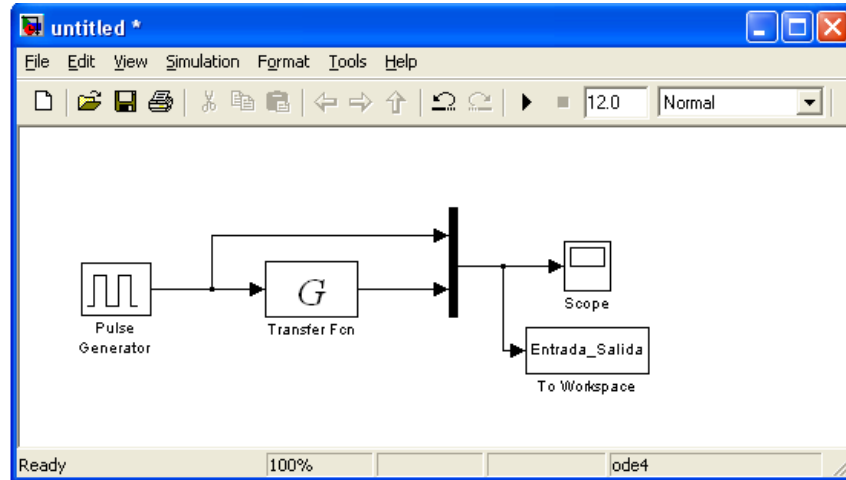 untitled *
File Edit View Simulation Format Tools Help
12.0 Normal
G
Pulse
Generator
Transfer Fcn
Scope
Entrada_Salida
To Workspace
Ready 100% ode4